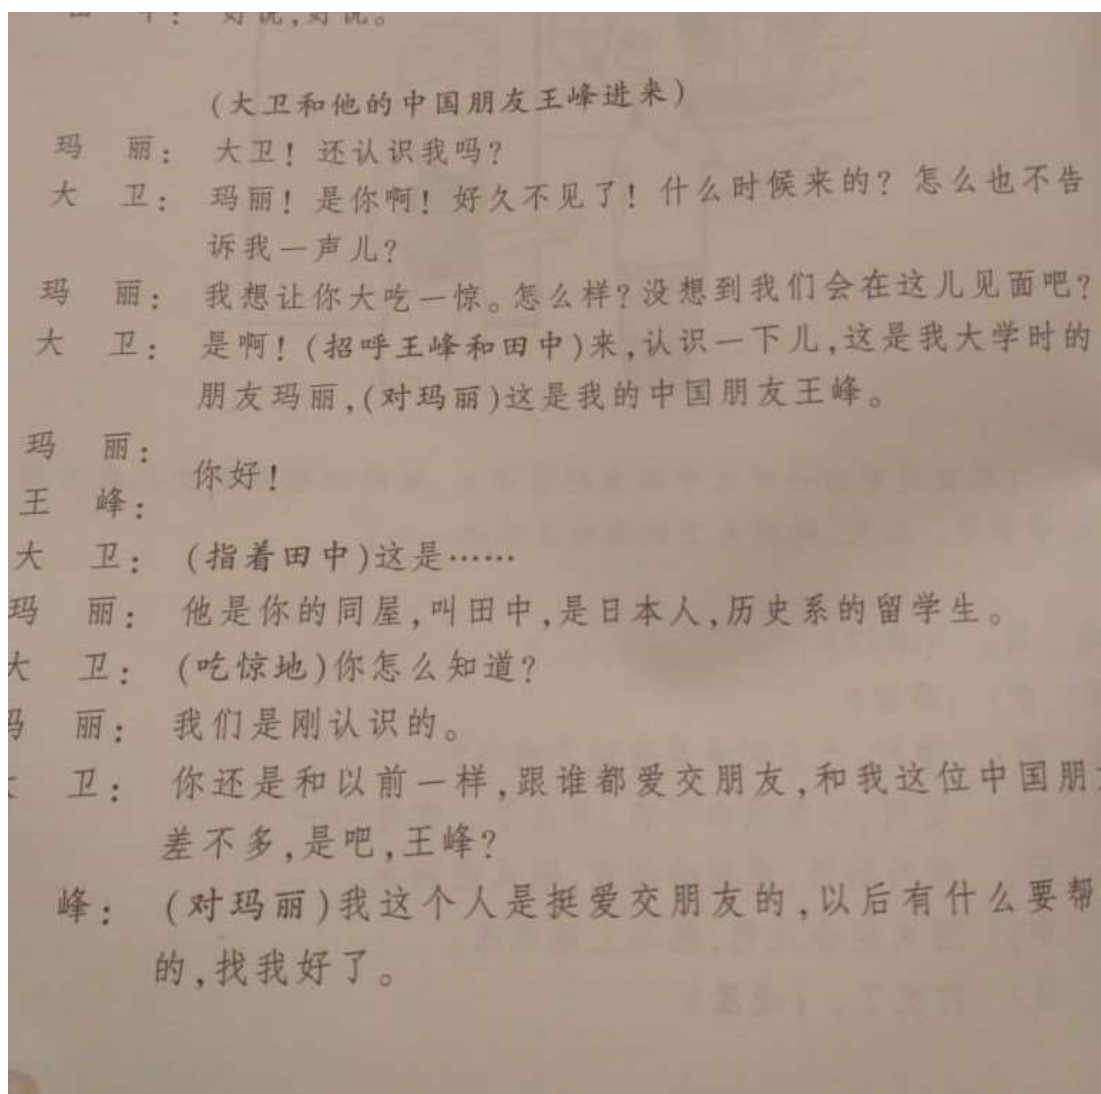 好说,好说。
(大卫和他的中国朋友王峰进来)
玛 丽： 大卫！还认识我吗？
大 卫： 玛丽！是你啊！好久不见了！什么时候来的？怎么也不告
诉我一声儿？
玛 丽： 我想让你大吃一惊。怎么样？没想到我们会在这儿见面吧？
大 卫： 是啊！(招呼王峰和田中)来,认识一下儿,这是我大学时的
朋友玛丽,(对玛丽)这是我的中国朋友王峰。
玛 丽：
你好！
王 峰：
大 卫： (指着田中)这是……
玛 丽： 他是你的同屋,叫田中,是日本人,历史系的留学生。
大 卫： (吃惊地)你怎么知道？
玛 丽： 我们是刚认识的。
卫： 你还是和以前一样,跟谁都爱交朋友,和我这位中国朋
差不多,是吧,王峰？
峰： (对玛丽)我这个人是挺爱交朋友的,以后有什么要帮
的,找我好了。